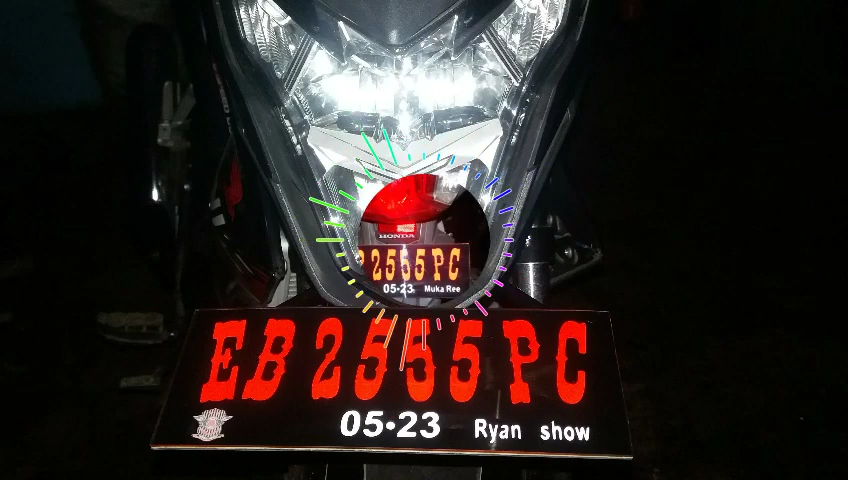 HONDA
2555 PC
05•23 Muka Ree
EB 2555 PC
05•23 Ryan show